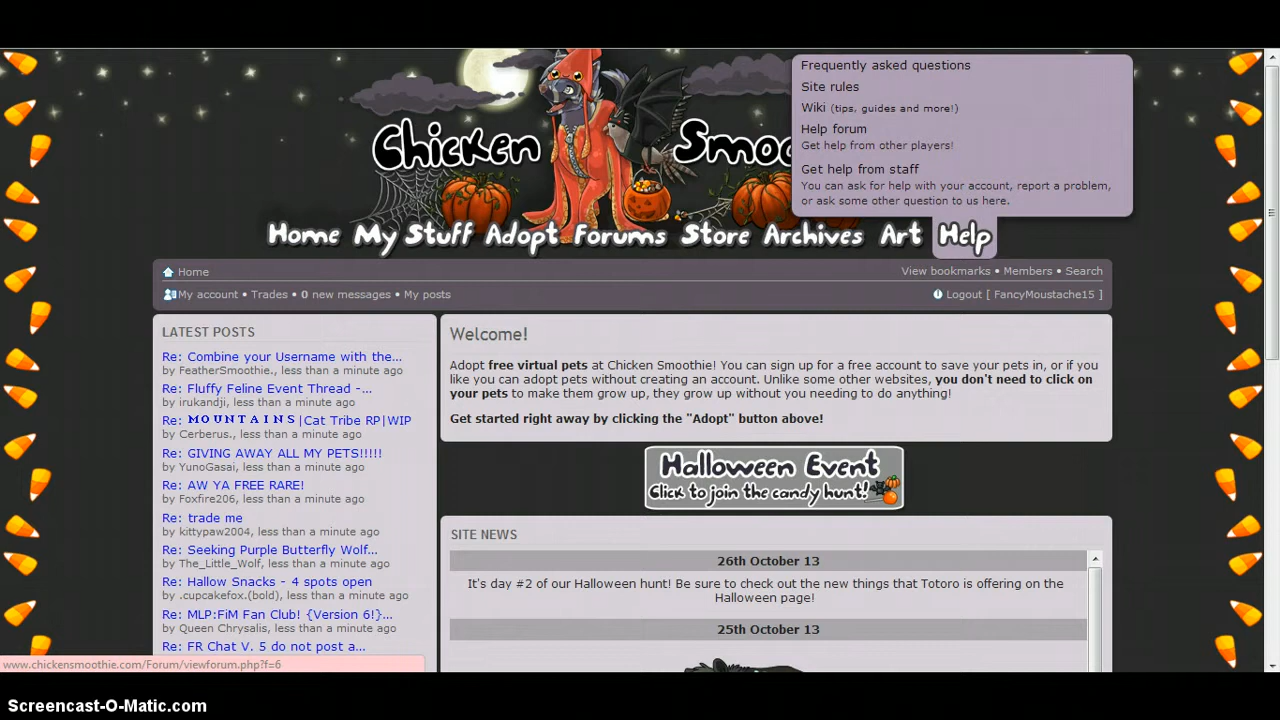 Chicken Smoo
Frequently asked questions
Site rules
Wiki (tips, guides and more!)
Help forum
Get help from other players!
Get help from staff
You can ask for help with your account, report a problem,
or ask some other question to us here.
Home My Stuff Adopt Forums Store Archives Art Help
Home
View bookmarks • Members • Search
My account • Trades • 0 new messages • My posts
Logout [ FancyMoustache15 ]
LATEST POSTS
Re: Combine your Username with the...
by FeatherSmoothie., less than a minute ago
Re: Fluffy Feline Event Thread -...
by irukandji, less than a minute ago
Re: MOUNTAINS|Cat Tribe RP|WIP
by Cerberus., less than a minute ago
Re: GIVING AWAY ALL MY PETS!!!!!
by YunoGasai, less than a minute ago
Re: AW YA FREE RARE!
by Foxfire206, less than a minute ago
Re: trade me
by kittypaw2004, less than a minute ago
Re: Seeking Purple Butterfly Wolf...
by The_Little_Wolf, less than a minute ago
Re: Hallow Snacks - 4 spots open
by .cupcakefox.(bold), less than a minute ago
Re: MLP:FiM Fan Club! {Version 6!}...
by Queen Chrysalis, less than a minute ago
Re: FR Chat V. 5 do not post a...
Welcome!
Adopt free virtual pets at Chicken Smoothie! You can sign up for a free account to save your pets in, or if you
like you can adopt pets without creating an account. Unlike some other websites, you don't need to click on
your pets to make them grow up, they grow up without you needing to do anything!
Get started right away by clicking the "Adopt" button above!
Halloween Event
Click to join the candy hunt!
SITE NEWS
26th October 13
It's day #2 of our Halloween hunt! Be sure to check out the new things that Totoro is offering on the
Halloween page!
25th October 13
www.chickensmoothie.com/Forum/viewforum.php?f=6
Screencast-O-Matic.com